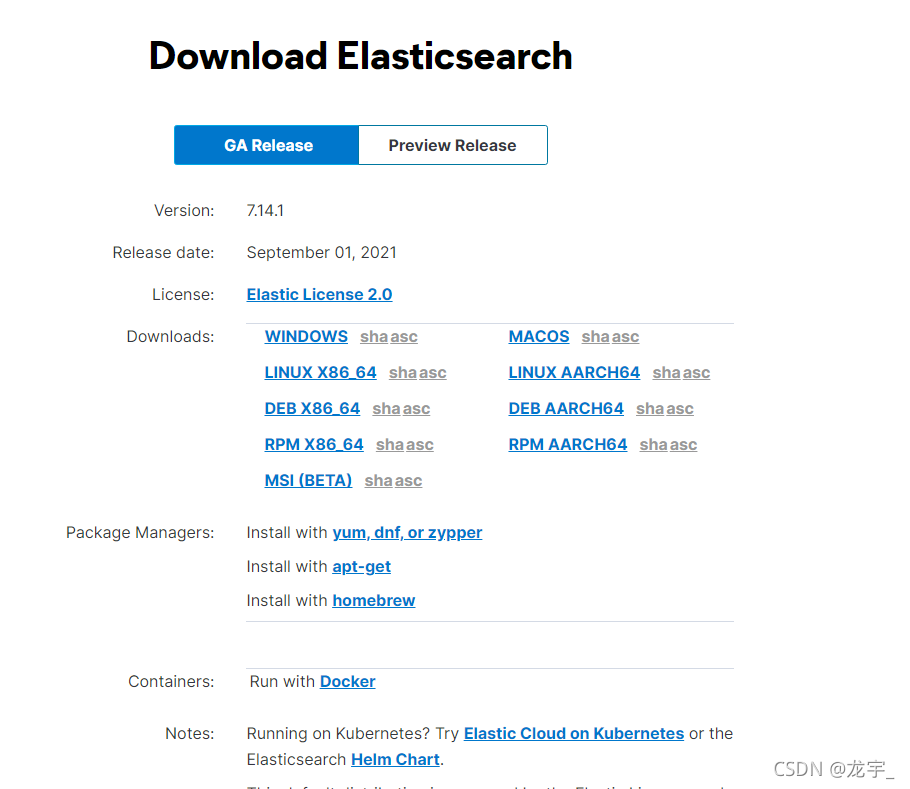 Download Elasticsearch
GA Release Preview Release
Version: 7.14.1
Release date: September 01, 2021
License: Elastic License 2.0
Downloads: WINDOWS sha asc MACOS sha asc
LINUX X86_64 sha asc LINUX AARCH64 sha asc
DEB X86_64 sha asc DEB AARCH64 sha asc
RPM X86_64 sha asc RPM AARCH64 sha asc
MSI (BETA) sha asc
Package Managers: Install with yum, dnf, or zypper
Install with apt-get
Install with homebrew
Containers: Run with Docker
Notes: Running on Kubernetes? Try Elastic Cloud on Kubernetes or the
Elasticsearch Helm Chart.
CSDN @龙宇_